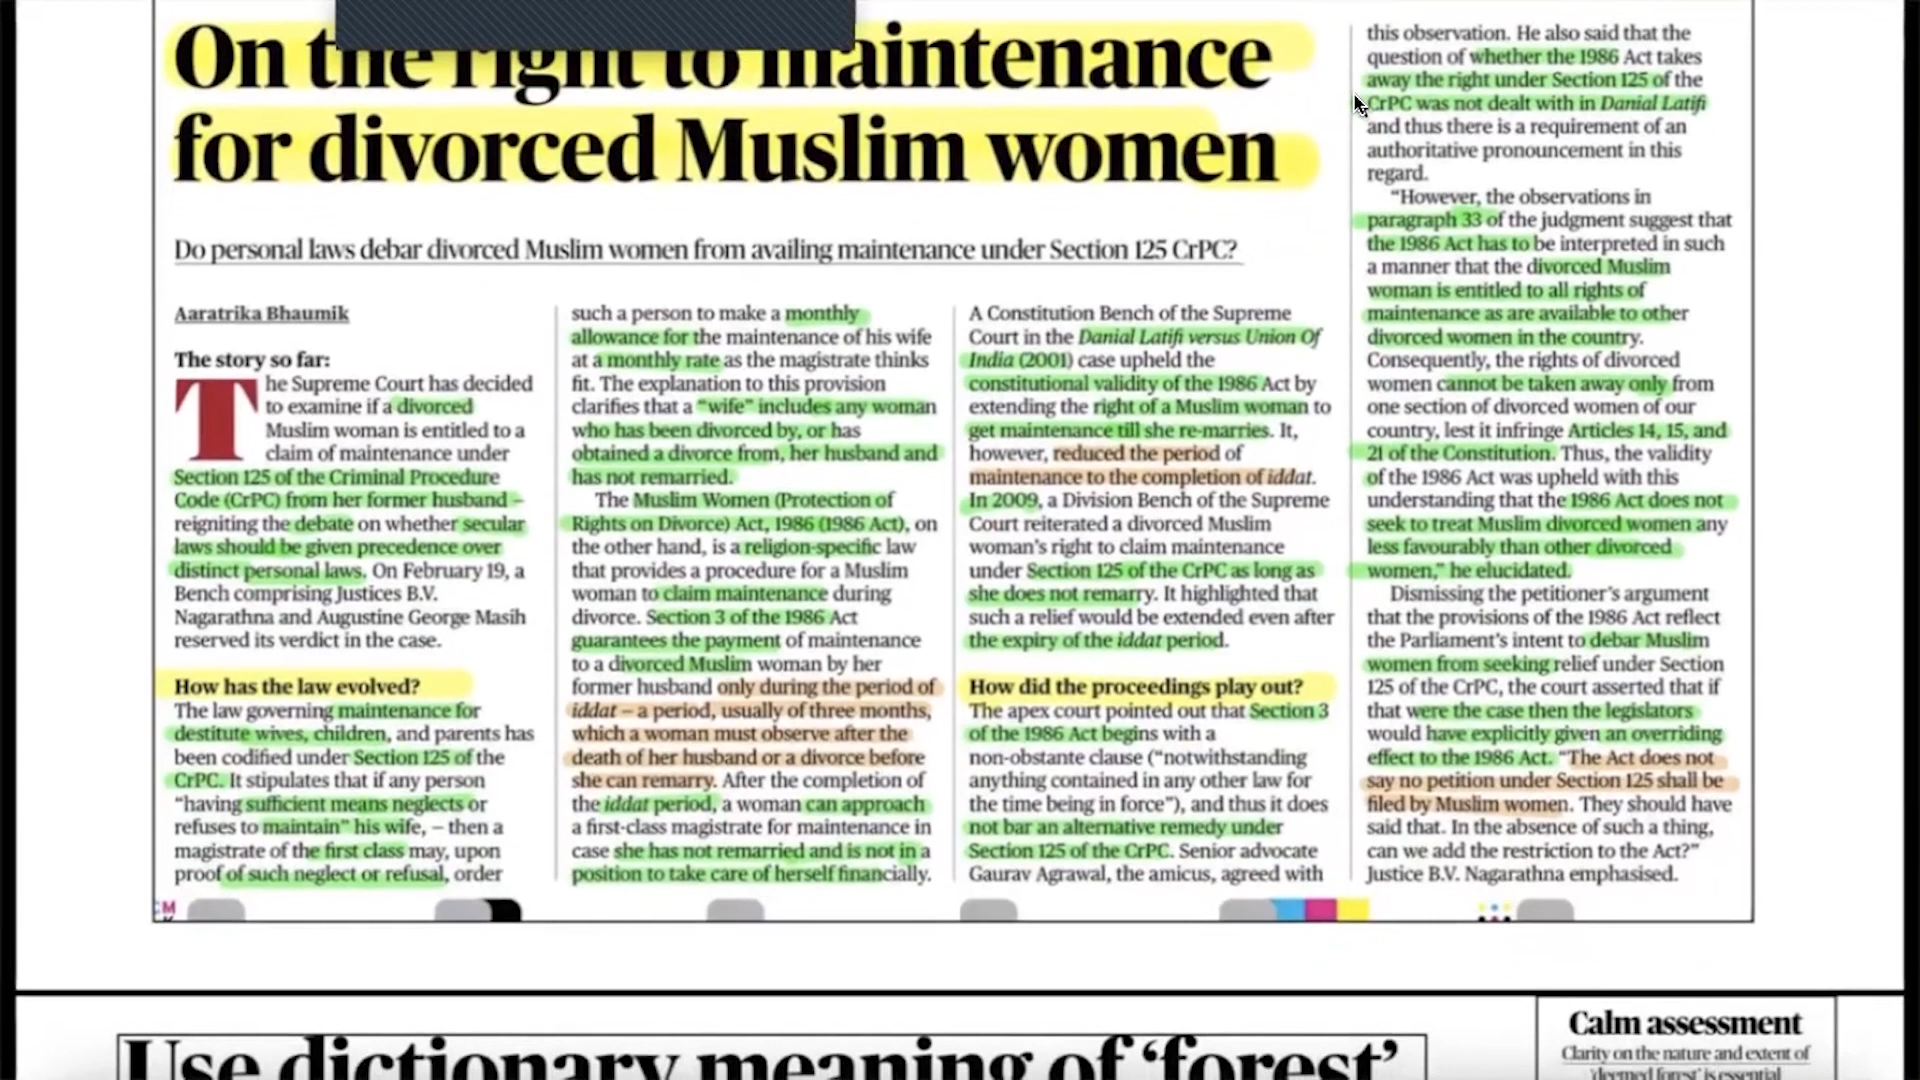 On the right to maintenance
for divorced Muslim women
Do personal laws debar divorced Muslim women from availing maintenance under Section 125 CrPC?
Aaratrika Bhaumik
The story so far:
The Supreme Court has decided
to examine if a divorced
Muslim woman is entitled to a
claim of maintenance under
Section 125 of the Criminal Procedure
Code (CrPC) from her former husband –
reigniting the debate on whether secular
laws should be given precedence over
distinct personal laws. On February 19, a
Bench comprising Justices B.V.
Nagarathna and Augustine George Masih
reserved its verdict in the case.
How has the law evolved?
The law governing maintenance for
destitute wives, children, and parents has
been codified under Section 125 of the
CrPC. It stipulates that if any person
“having sufficient means neglects or
refuses to maintain” his wife, – then a
magistrate of the first class may, upon
proof of such neglect or refusal, order
such a person to make a monthly
allowance for the maintenance of his wife
at a monthly rate as the magistrate thinks
fit. The explanation to this provision
clarifies that a “wife” includes any woman
who has been divorced by, or has
obtained a divorce from, her husband and
has not remarried.
The Muslim Women (Protection of
Rights on Divorce) Act, 1986 (1986 Act), on
the other hand, is a religion-specific law
that provides a procedure for a Muslim
woman to claim maintenance during
divorce. Section 3 of the 1986 Act
guarantees the payment of maintenance
to a divorced Muslim woman by her
former husband only during the period of
iddat – a period, usually of three months,
which a woman must observe after the
death of her husband or a divorce before
she can remarry. After the completion of
the iddat period, a woman can approach
a first-class magistrate for maintenance in
case she has not remarried and is not in a
position to take care of herself financially.
A Constitution Bench of the Supreme
Court in the Danial Latifi versus Union Of
India (2001) case upheld the
constitutional validity of the 1986 Act by
extending the right of a Muslim woman to
get maintenance till she re-marries. It,
however, reduced the period of
maintenance to the completion of iddat.
In 2009, a Division Bench of the Supreme
Court reiterated a divorced Muslim
woman’s right to claim maintenance
under Section 125 of the CrPC as long as
she does not remarry. It highlighted that
such a relief would be extended even after
the expiry of the iddat period.
How did the proceedings play out?
The apex court pointed out that Section 3
of the 1986 Act begins with a
non-obstante clause (“notwithstanding
anything contained in any other law for
the time being in force”), and thus it does
not bar an alternative remedy under
Section 125 of the CrPC. Senior advocate
Gaurav Agrawal, the amicus, agreed with
this observation. He also said that the
question of whether the 1986 Act takes
away the right under Section 125 of the
CrPC was not dealt with in Danial Latifi
and thus there is a requirement of an
authoritative pronouncement in this
regard.
“However, the observations in
paragraph 33 of the judgment suggest that
the 1986 Act has to be interpreted in such
a manner that the divorced Muslim
woman is entitled to all rights of
maintenance as are available to other
divorced women in the country.
Consequently, the rights of divorced
women cannot be taken away only from
one section of divorced women of our
country, lest it infringe Articles 14, 15, and
21 of the Constitution. Thus, the validity
of the 1986 Act was upheld with this
understanding that the 1986 Act does not
seek to treat Muslim divorced women any
less favourably than other divorced
women,” he elucidated.
Dismissing the petitioner’s argument
that the provisions of the 1986 Act reflect
the Parliament’s intent to debar Muslim
women from seeking relief under Section
125 of the CrPC, the court asserted that if
that were the case then the legislators
would have explicitly given an overriding
effect to the 1986 Act. “The Act does not
say no petition under Section 125 shall be
filed by Muslim women. They should have
said that. In the absence of such a thing,
can we add the restriction to the Act?”
Justice B.V. Nagarathna emphasised.
Use dictionary meaning of ‘forest’
Calm assessment
Clarity on the nature and extent of
‘deemed forest’ is essential